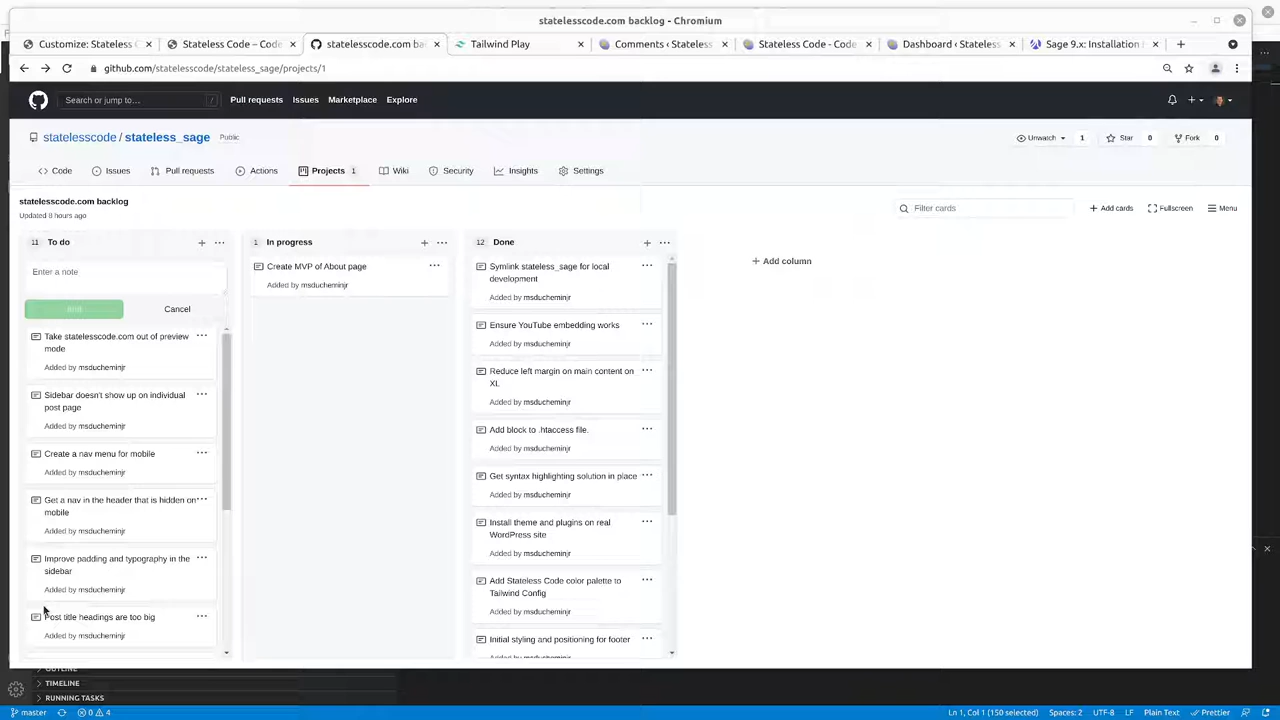 statelesscode.com backlog - Chromium
Customize: Stateless C
Stateless Code – Code
statelesscode.com ba
Tailwind Play
Comments ‹ Stateless
Stateless Code - Code
Dashboard ‹ Stateless
Sage 9.x: Installation
github.com/statelesscode/stateless_sage/projects/1
Search or jump to…
/
Pull requests
Issues
Marketplace
Explore
statelesscode / stateless_sage
Public
Unwatch
1
Star
0
Fork
0
Code
Issues
Pull requests
Actions
Projects
1
Wiki
Security
Insights
Settings
statelesscode.com backlog
Updated 8 hours ago
Filter cards
Add cards
Fullscreen
Menu
11
To do
Enter a note
Add
Cancel
Take statelesscode.com out of preview
mode
Added by msducheminjr
Sidebar doesn't show up on individual
post page
Added by msducheminjr
Create a nav menu for mobile
Added by msducheminjr
Get a nav in the header that is hidden on
mobile
Added by msducheminjr
Improve padding and typography in the
sidebar
Added by msducheminjr
Post title headings are too big
Added by msducheminjr
1
In progress
Create MVP of About page
Added by msducheminjr
12
Done
Symlink stateless_sage for local
development
Added by msducheminjr
Ensure YouTube embedding works
Added by msducheminjr
Reduce left margin on main content on
XL
Added by msducheminjr
Add block to .htaccess file.
Added by msducheminjr
Get syntax highlighting solution in place
Added by msducheminjr
Install theme and plugins on real
WordPress site
Added by msducheminjr
Add Stateless Code color palette to
Tailwind Config
Added by msducheminjr
Initial styling and positioning for footer
Added by msducheminjr
Add column
OUTLINE
TIMELINE
RUNNING TASKS
master
0
4
Ln 1, Col 1 (150 selected)
Spaces: 2
UTF-8
LF
Plain Text
Prettier